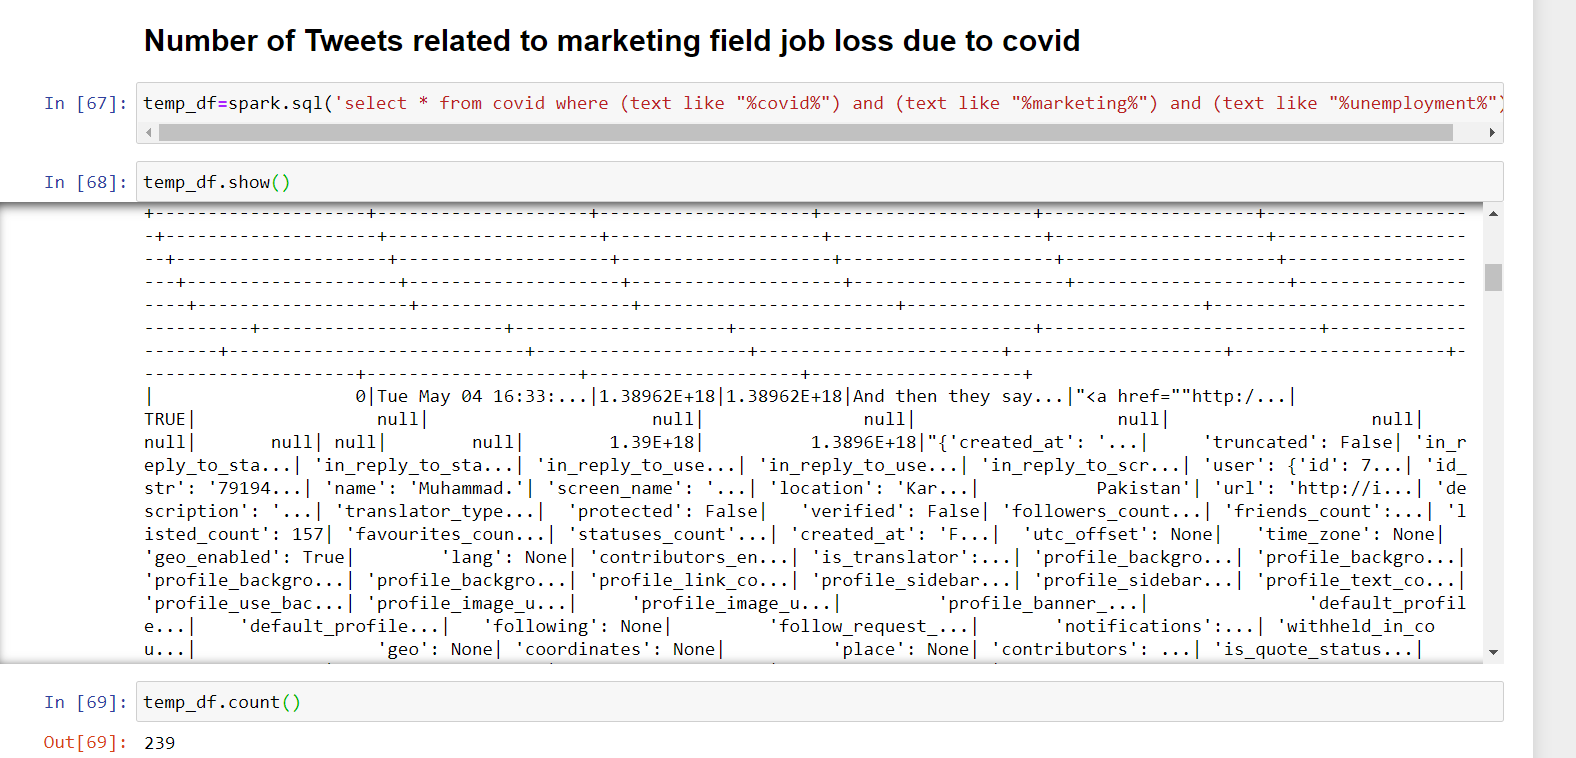 Number of Tweets related to marketing field job loss due to covid
In [67]: temp_df=spark.sql('select * from covid where (text like "%covid%") and (text like "%marketing%") and (text like "%unemployment%")
In [68]: temp_df.show()
+--------------------+--------------------+--------------------+--------------------+--------------------+-------------------
-+--------------------+--------------------+--------------------+--------------------+--------------------+------------------
--+--------------------+--------------------+--------------------+--------------------+--------------------+-----------------
---+--------------------+--------------------+--------------------+--------------------+--------------------+----------------
----+--------------------+--------------------+------------------------+----------------------------+------------------------
----------+-----------------------+--------------------+----------------------------+--------------------------+-------------
-------+----------------------------+--------------------+-----------------------+--------------------+--------------------+-
--------------------+--------------------+--------------------+--------------------+
|                   0|Tue May 04 16:33:...|1.38962E+18|1.38962E+18|And then they say...|"<a href=""http:/...|
TRUE|                 null|                     null|               null|                   null|                   null|
null|       null| null|        null|        1.39E+18|          1.3896E+18|"{'created_at': '...|     'truncated': False| 'in_r
eply_to_sta...| 'in_reply_to_sta...| 'in_reply_to_use...| 'in_reply_to_use...| 'in_reply_to_scr...| 'user': {'id': 7...| 'id_
str': '79194...| 'name': 'Muhammad.'| 'screen_name': '...| 'location': 'Kar...|           Pakistan'| 'url': 'http://i...| 'de
scription': '...| 'translator_type...|  'protected': False|   'verified': False| 'followers_count...| 'friends_count':...| 'l
isted_count': 157| 'favourites_coun...| 'statuses_count'...| 'created_at': 'F...| 'utc_offset': None|   'time_zone': None|
'geo_enabled': True|        'lang': None| 'contributors_en...| 'is_translator':...| 'profile_backgro...| 'profile_backgro...|
'profile_backgro...| 'profile_backgro...| 'profile_link_co...| 'profile_sidebar...| 'profile_sidebar...| 'profile_text_co...|
'profile_use_bac...| 'profile_image_u...|     'profile_image_u...|         'profile_banner_...|               'default_profil
e...|    'default_profile...|   'following': None|         'follow_request_...|       'notifications':...| 'withheld_in_co
u...|                 'geo': None| 'coordinates': None|          'place': None| 'contributors': ...| 'is_quote_status...|
In [69]: temp_df.count()
Out[69]: 239